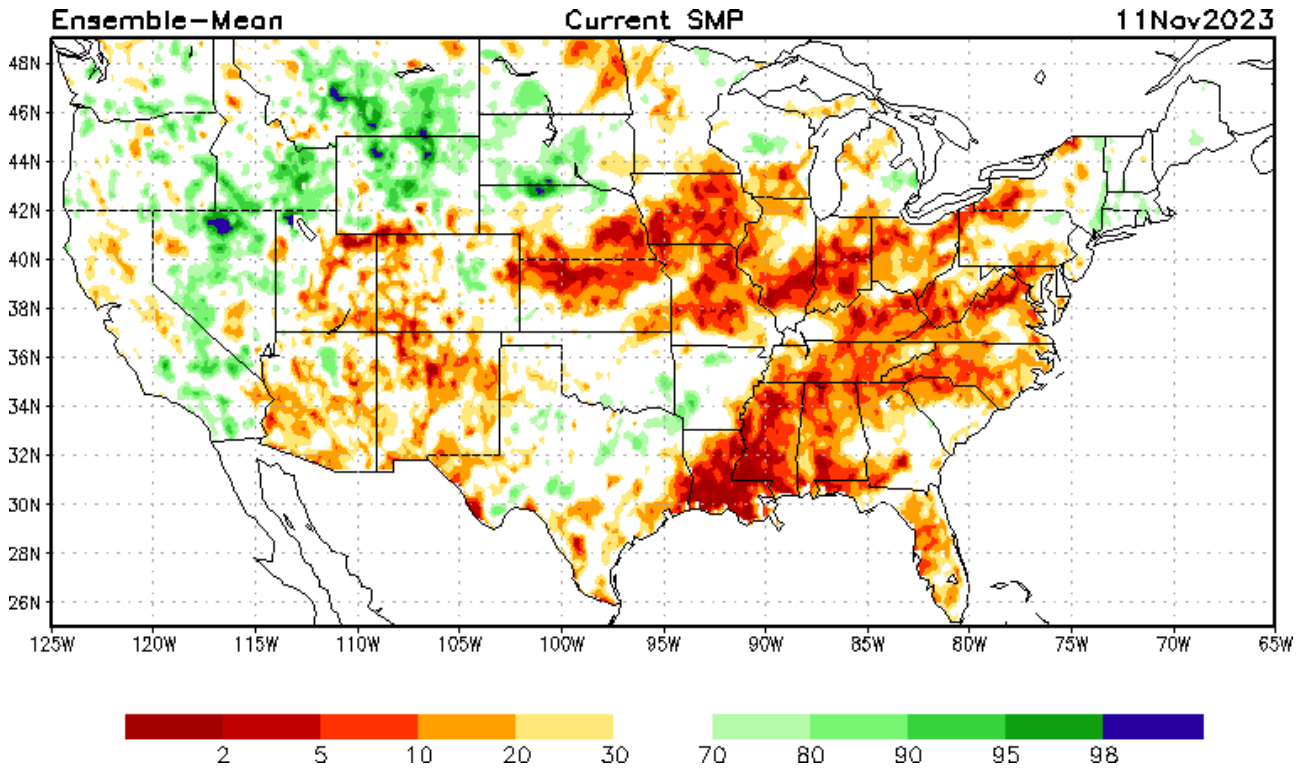 Ensemble-Mean Current SMP 11Nov2023
48N
46N
44N
42N
40N
38N
36N
34N
32N
30N
28N
26N
125W 120W 115W 110W 105W 100W 95W 90W 85W 80W 75W 70W 65W
2 5 10 20 30 70 80 90 95 98